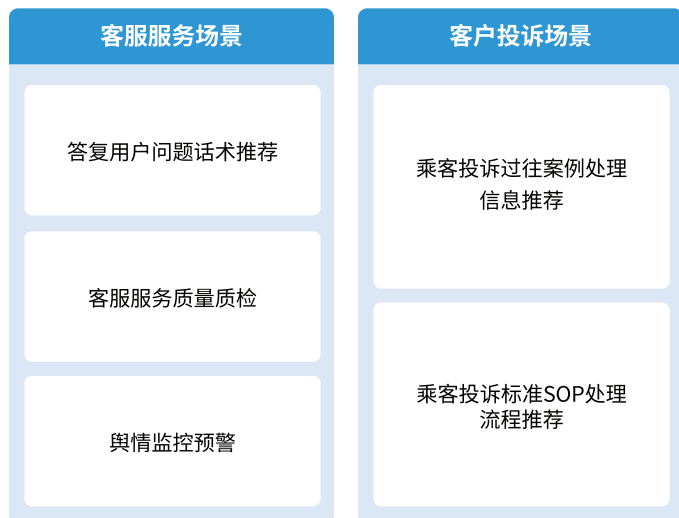 客服服务场景
答复用户问题话术推荐
客服服务质量质检
舆情监控预警
客户投诉场景
乘客投诉过往案例处理
信息推荐
乘客投诉标准SOP处理
流程推荐